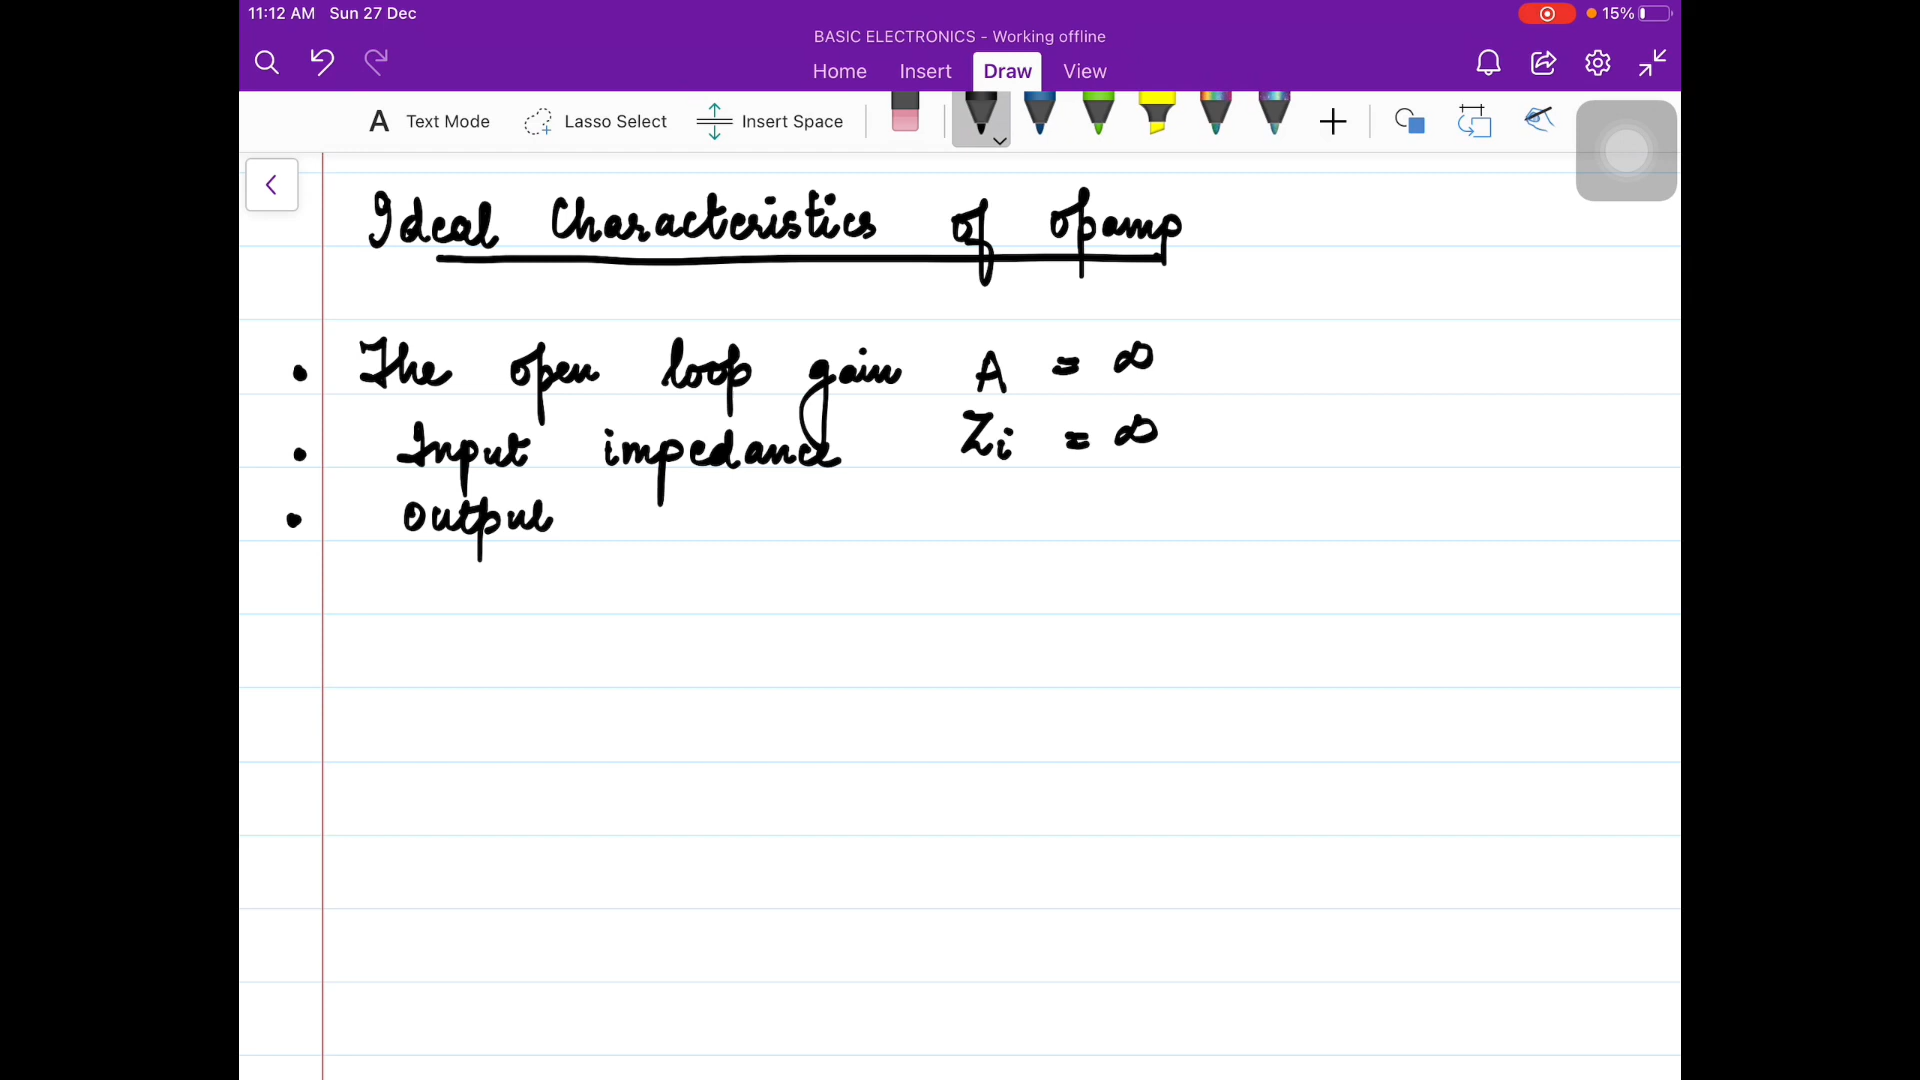 11:12 AM Sun 27 Dec 15%
BASIC ELECTRONICS - Working offline
Home Insert Draw View
A Text Mode Lasso Select Insert Space
Ideal Characteristics of opamp
• The open loop gain A = ∞
• Input impedance Zi = ∞
• Outpul